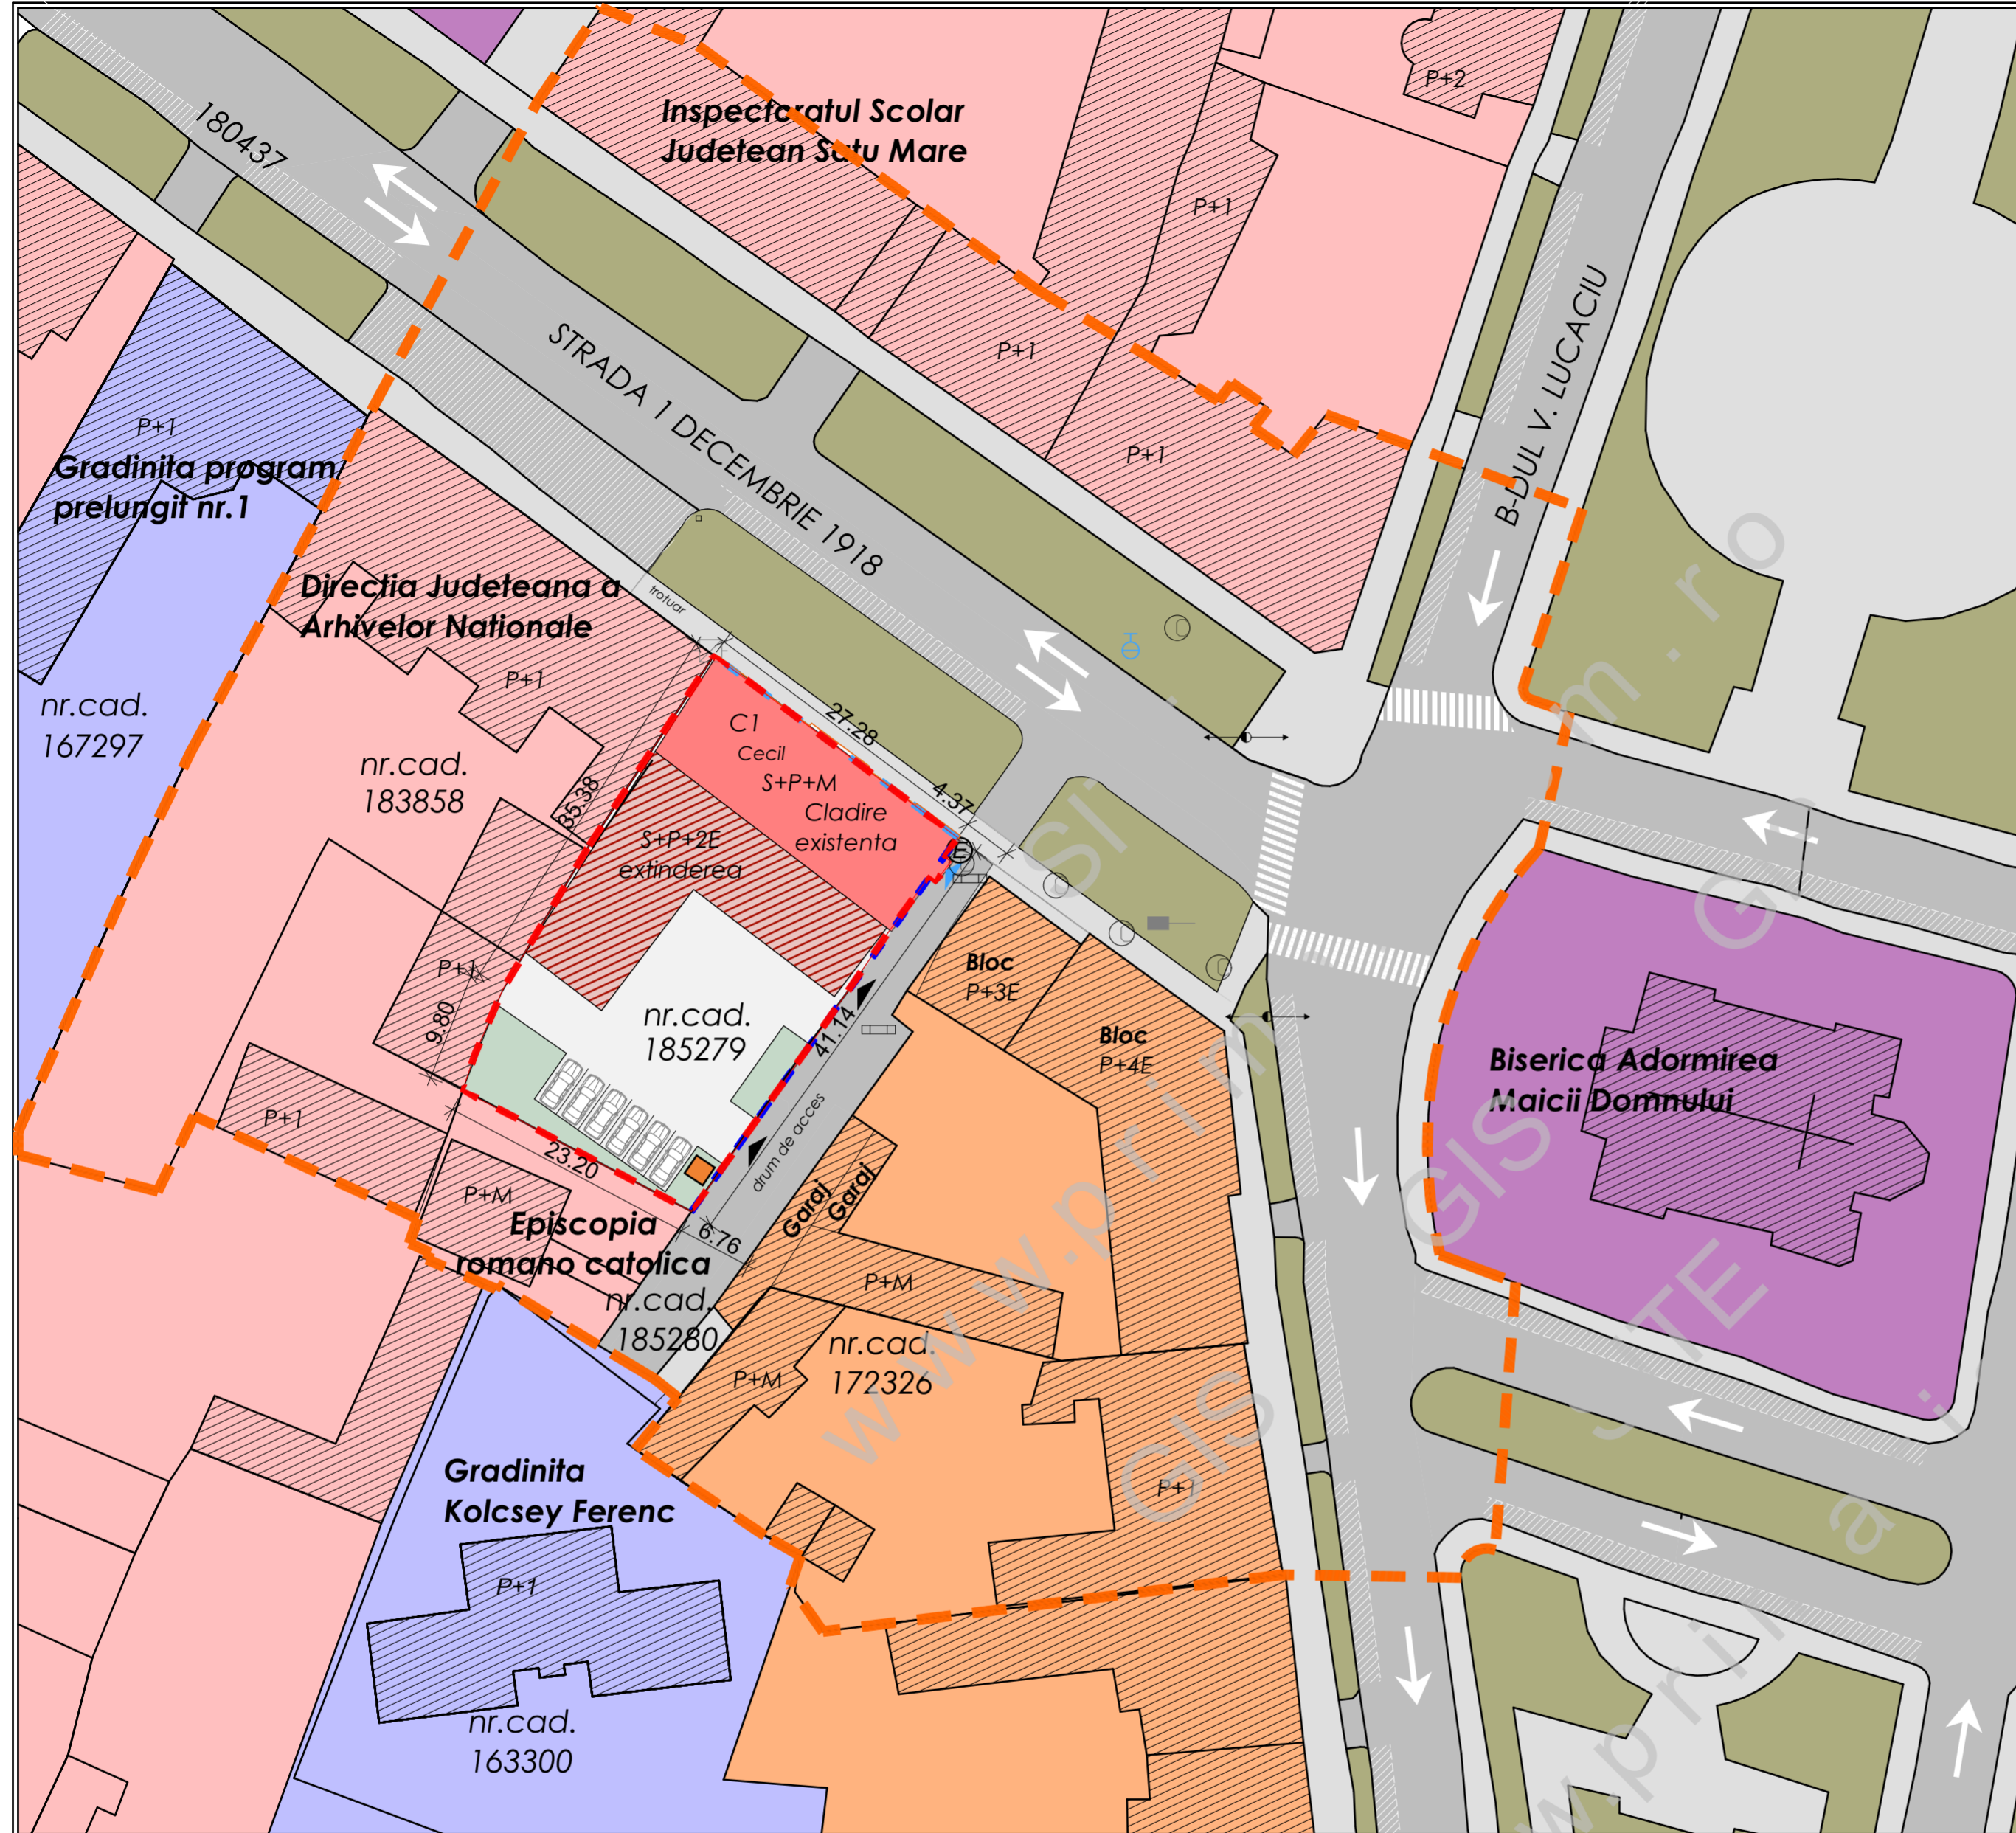 P+2
Inspectoratul Scolar
Judetean Satu Mare
180437
P+1
B-DUL V. LUCACIU
STRADA 1 DECEMBRIE 1918
P+1
P+1
P+1
Gradinita program
prelungit nr.1
Directia Judeteana a
Arhivelor Nationale
trotuar
P+1
nr.cad.
167297
nr.cad.
183858
C1
Cecil
S+P+M
Cladire
existenta
27.28
4.37
35.38
S+P+2E
extinderea
E
P+1
9.80
nr.cad.
185279
41.14
Bloc
P+3E
Bloc
P+4E
Biserica Adormirea
Maicii Domnului
P+1
23.20
drum de acces
Garaj
Garaj
P+M
Episcopia
romano catolica
6.76
nr.cad.
185280
P+M
P+M
nr.cad.
172326
P+1
Gradinita
Kolcsey Ferenc
P+1
nr.cad.
163300
GIS
GIS